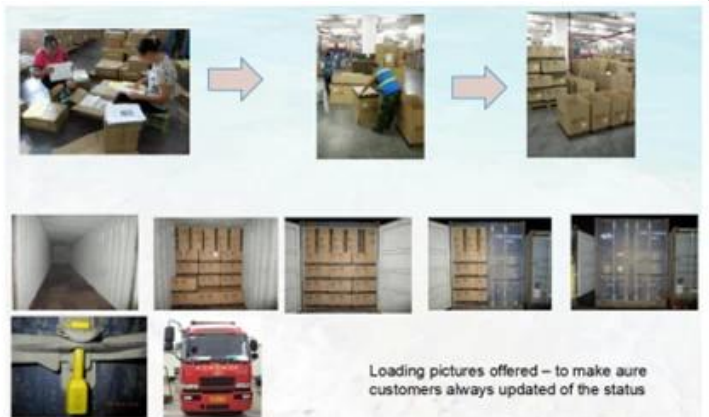 Loading pictures offered – to make aure
customers always updated of the status